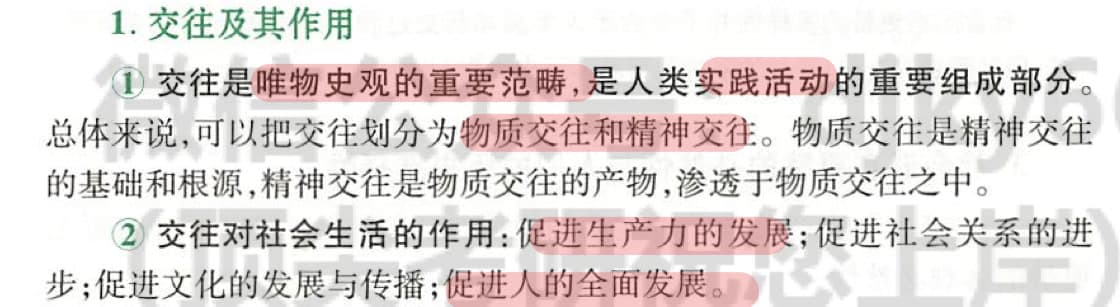 1. 交往及其作用
① 交往是唯物史观的重要范畴,是人类实践活动的重要组成部分。
总体来说,可以把交往划分为物质交往和精神交往。物质交往是精神交往
的基础和根源,精神交往是物质交往的产物,渗透于物质交往之中。
② 交往对社会生活的作用:促进生产力的发展;促进社会关系的进
步;促进文化的发展与传播;促进人的全面发展。